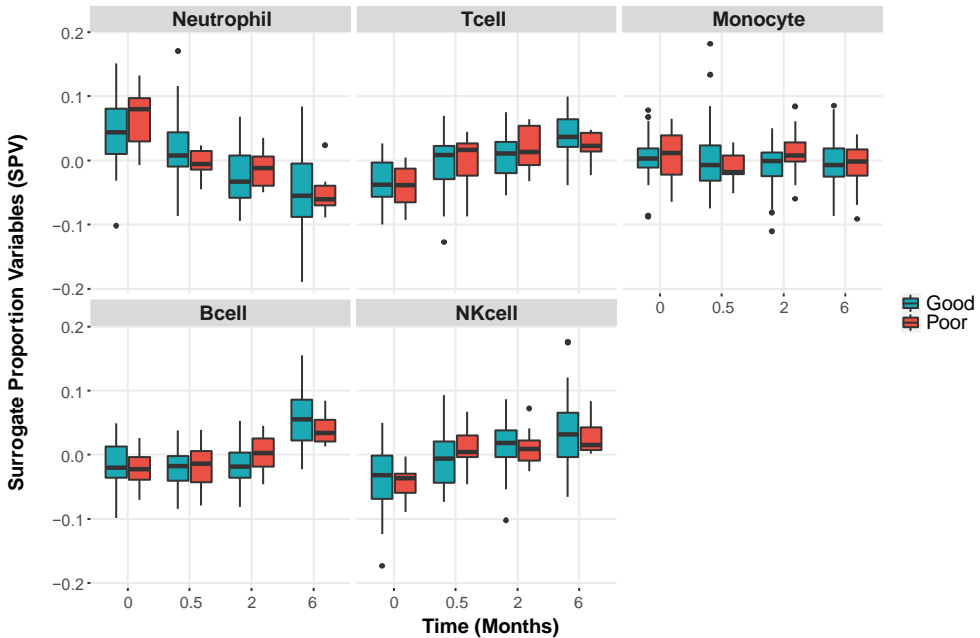 Neutrophil Tcell Monocyte
0.2
0.1
0.0
−0.1
−0.2
0 0.5 2 6
Bcell NKcell
0.2
0.1
0.0
−0.1
−0.2
0 0.5 2 6 0 0.5 2 6
Time (Months)
Surrogate Proportion Variables (SPV)
Good
Poor